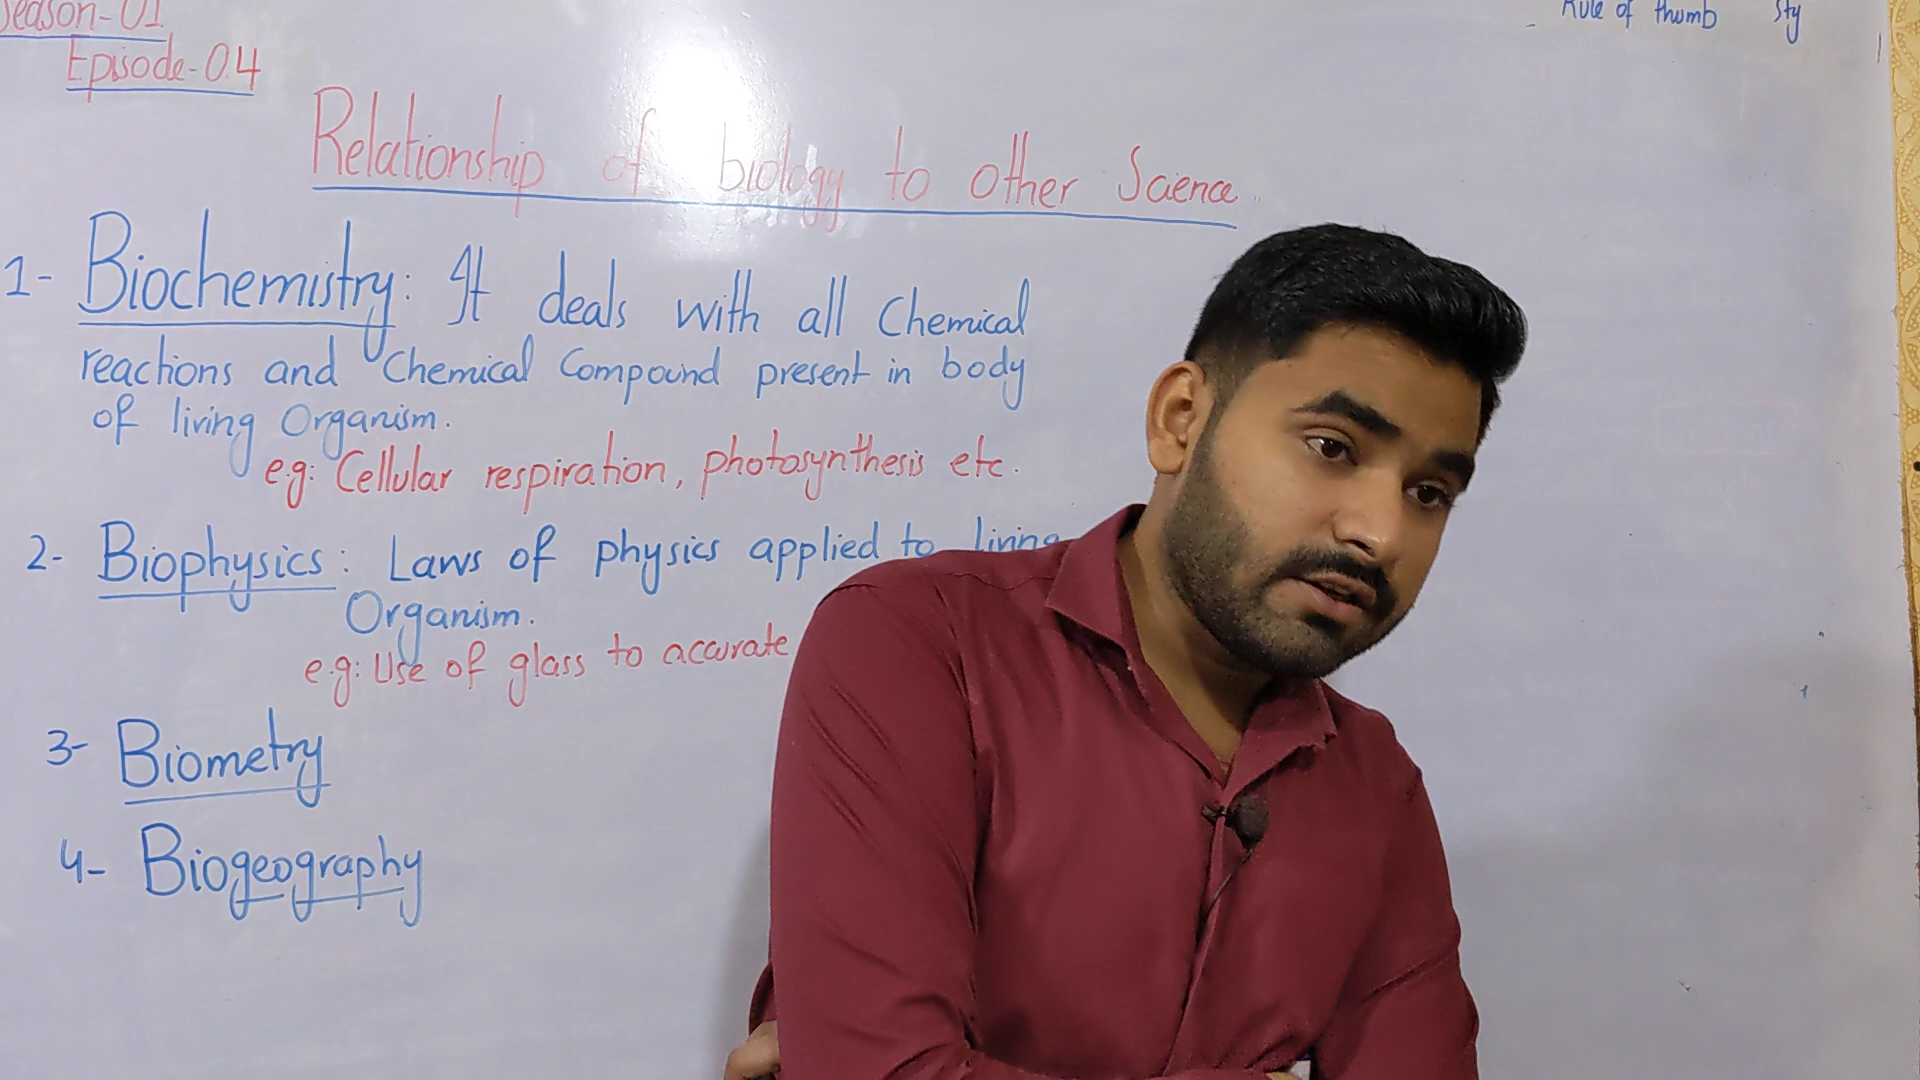 Season-01
Episode-04
Rule of thumb sty
Relationship of biology to other Science
1- Biochemistry: It deals with all Chemical
reactions and Chemical Compound present in body
of living Organism.
e.g: Cellular respiration, photosynthesis etc.
2- Biophysics: Laws of physics applied to living
Organism.
e.g: Use of glass to accurate
3- Biometry
4- Biogeography